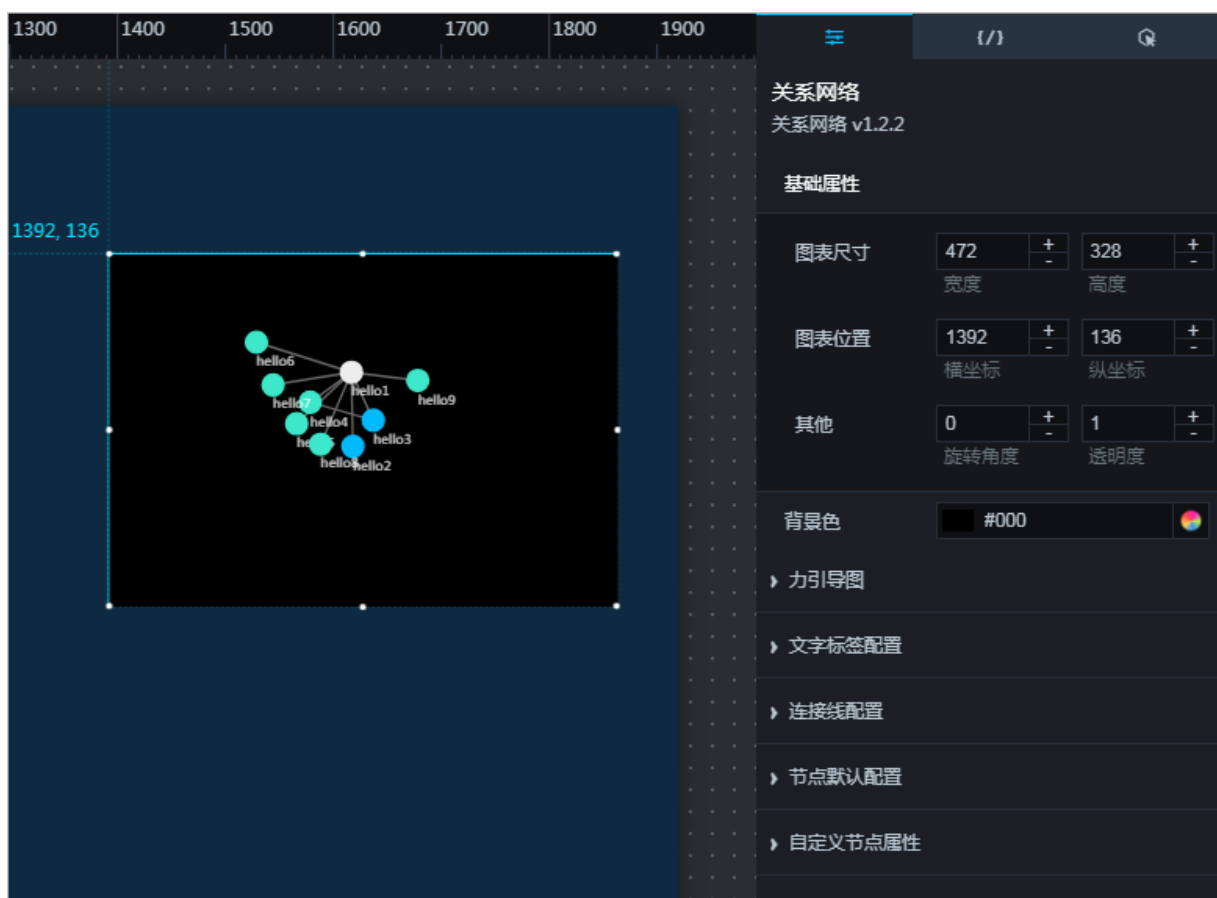 1300 1400 1500 1600 1700 1800 1900
{/}
关系网络
关系网络 v1.2.2
基础属性
1392, 136
图表尺寸 472 + - 328 + -
宽度 高度
图表位置 1392 + - 136 + -
横坐标 纵坐标
其他 0 + - 1 + -
旋转角度 透明度
背景色 #000
力引导图
文字标签配置
连接线配置
节点默认配置
自定义节点属性
hello6
hello1
hello9
hello7
hello4
hello3
hello8
hello2